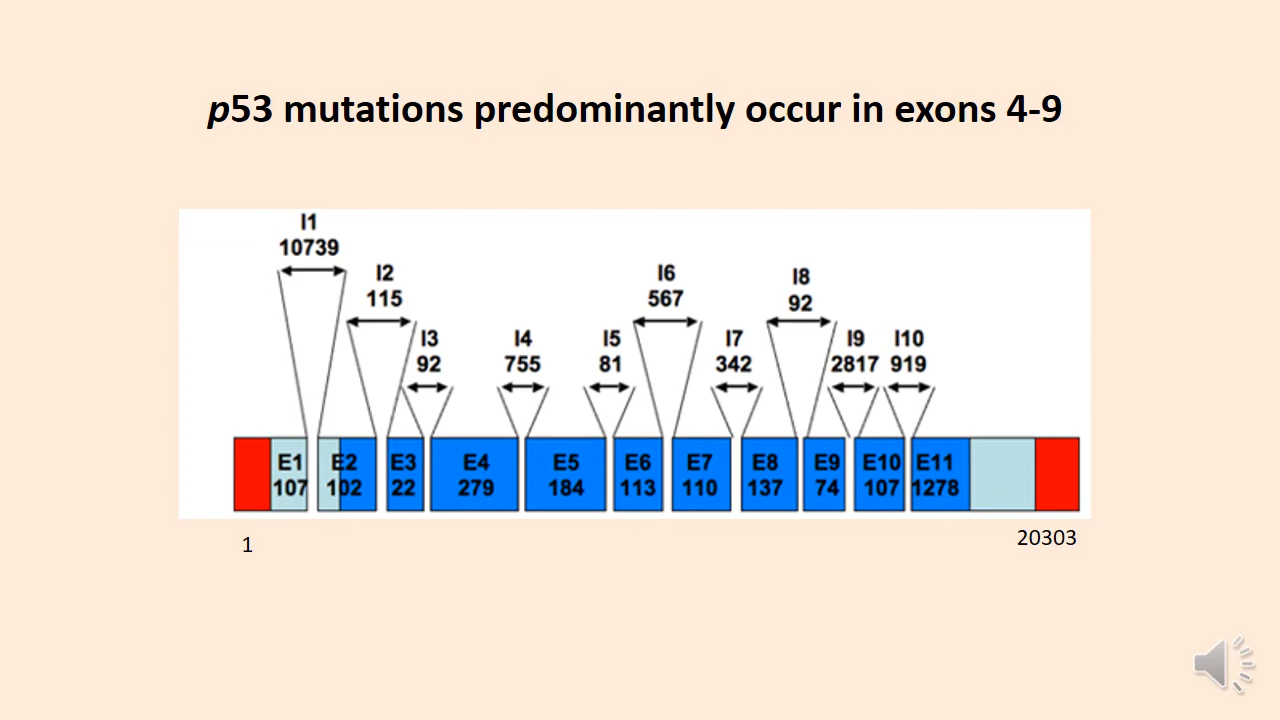 p53 mutations predominantly occur in exons 4-9
I1
10739
I2
115
I3
92
I4
755
I5
81
I6
567
I7
342
I8
92
I9
2817
I10
919
E1
107
E2
102
E3
22
E4
279
E5
184
E6
113
E7
110
E8
137
E9
74
E10
107
E11
1278
1
20303